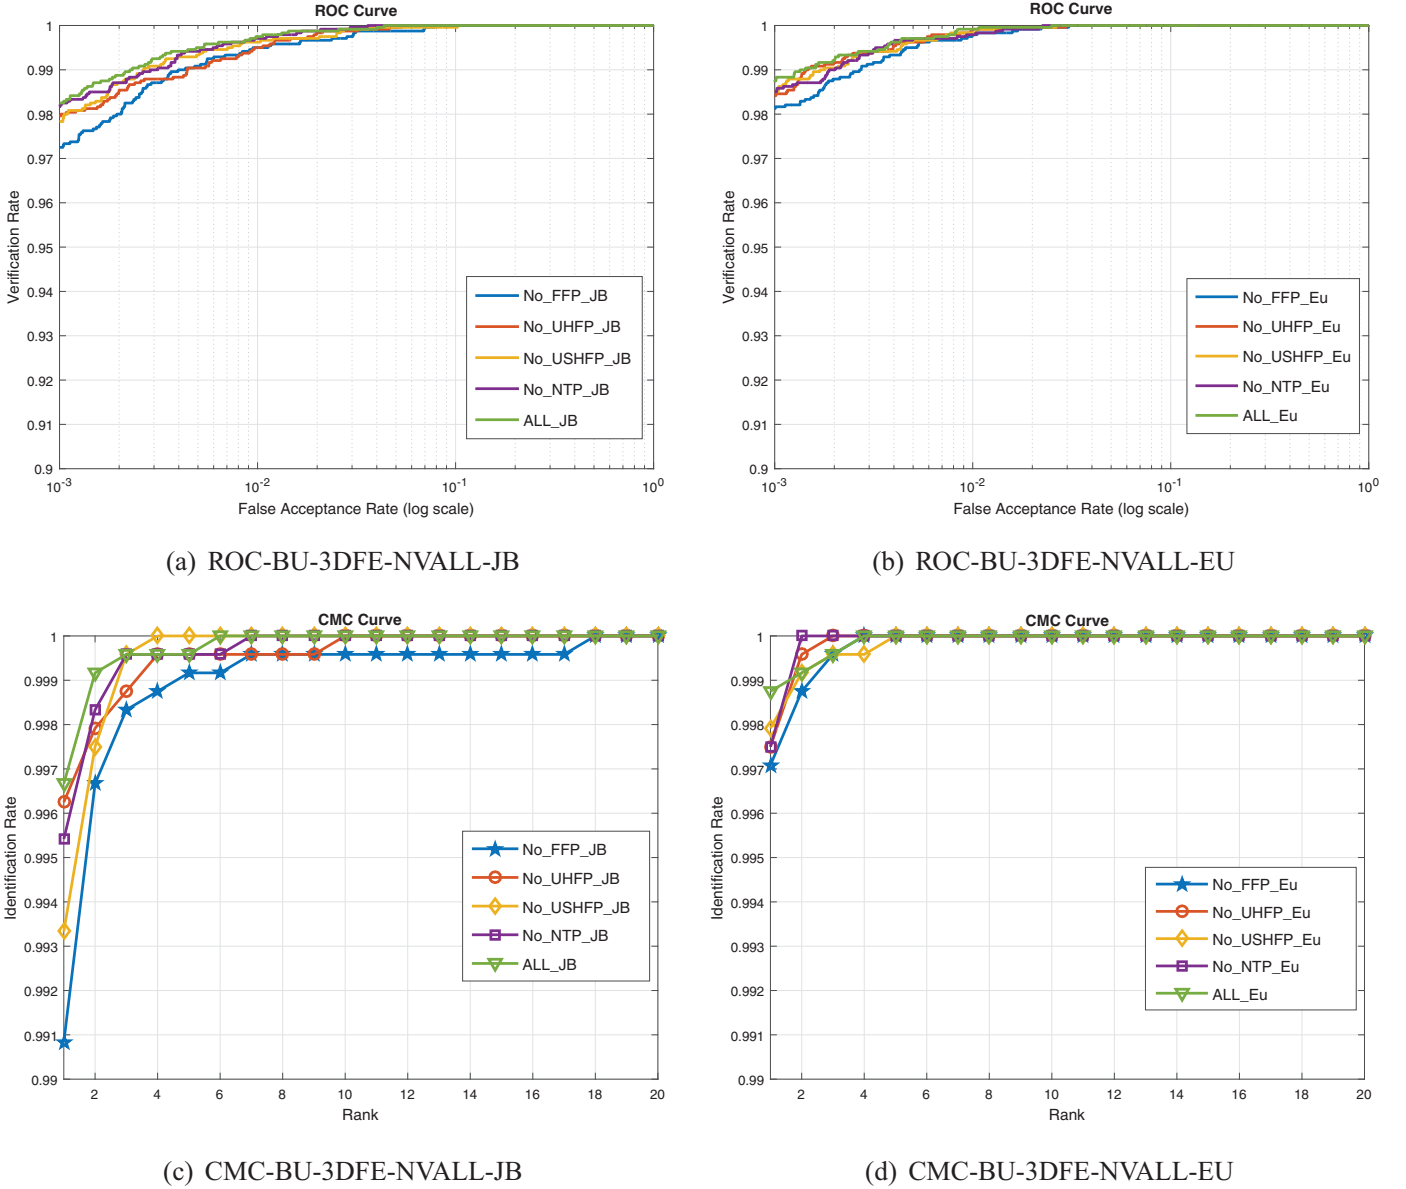 ROC Curve
1
0.99
0.98
0.97
0.96
0.95
0.94
0.93
0.92
0.91
0.9
Verification Rate
No_FFP_JB
No_UHFP_JB
No_USHFP_JB
No_NTP_JB
ALL_JB
10-3 10-2 10-1 100
False Acceptance Rate (log scale)
(a) ROC-BU-3DFE-NVALL-JB
ROC Curve
1
0.99
0.98
0.97
0.96
0.95
0.94
0.93
0.92
0.91
0.9
Verification Rate
No_FFP_Eu
No_UHFP_Eu
No_USHFP_Eu
No_NTP_Eu
ALL_Eu
10-3 10-2 10-1 100
False Acceptance Rate (log scale)
(b) ROC-BU-3DFE-NVALL-EU
CMC Curve
1
0.999
0.998
0.997
0.996
0.995
0.994
0.993
0.992
0.991
0.99
Identification Rate
No_FFP_JB
No_UHFP_JB
No_USHFP_JB
No_NTP_JB
ALL_JB
2 4 6 8 10 12 14 16 18 20
Rank
(c) CMC-BU-3DFE-NVALL-JB
CMC Curve
1
0.999
0.998
0.997
0.996
0.995
0.994
0.993
0.992
0.991
0.99
Identification Rate
No_FFP_Eu
No_UHFP_Eu
No_USHFP_Eu
No_NTP_Eu
ALL_Eu
2 4 6 8 10 12 14 16 18 20
Rank
(d) CMC-BU-3DFE-NVALL-EU